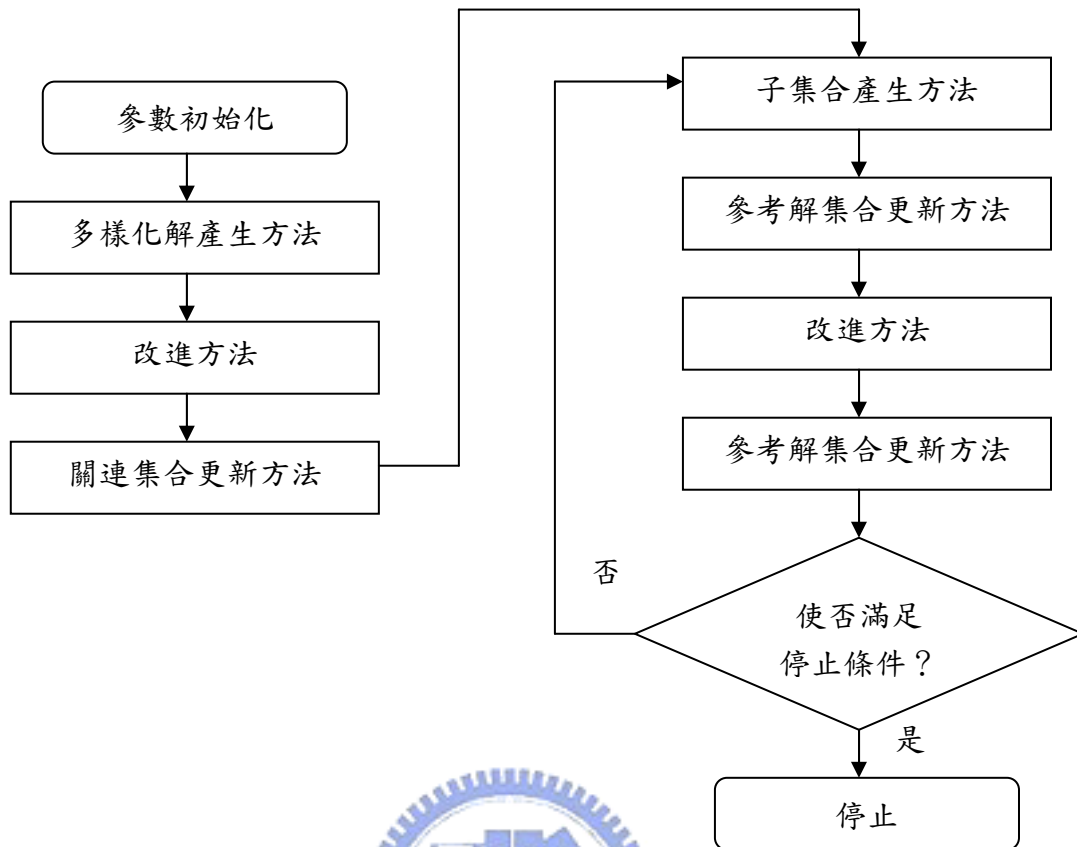 參數初始化
多樣化解產生方法
改進方法
關連集合更新方法
子集合產生方法
參考解集合更新方法
改進方法
參考解集合更新方法
使否滿足
停止條件？
否
是
停止